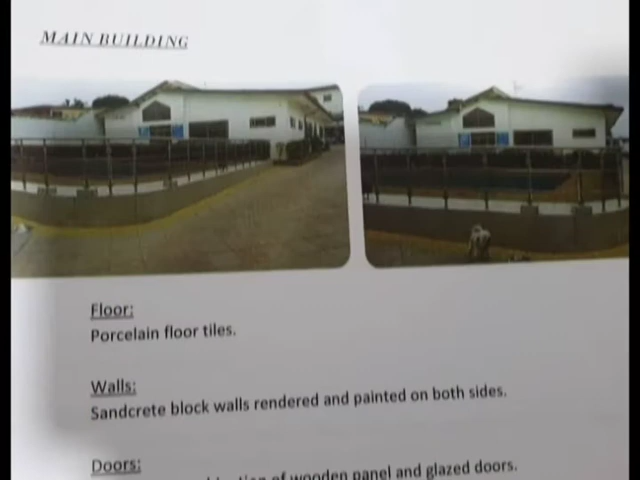 MAIN BUILDING
Floor:
Porcelain floor tiles.
Walls:
Sandcrete block walls rendered and painted on both sides.
Doors:
of wooden panel and glazed doors.